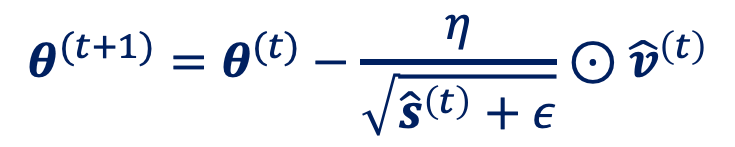 θ^(t+1) = θ^(t) − η / √(ŝ^(t) + ϵ) ⊙ v̂^(t)